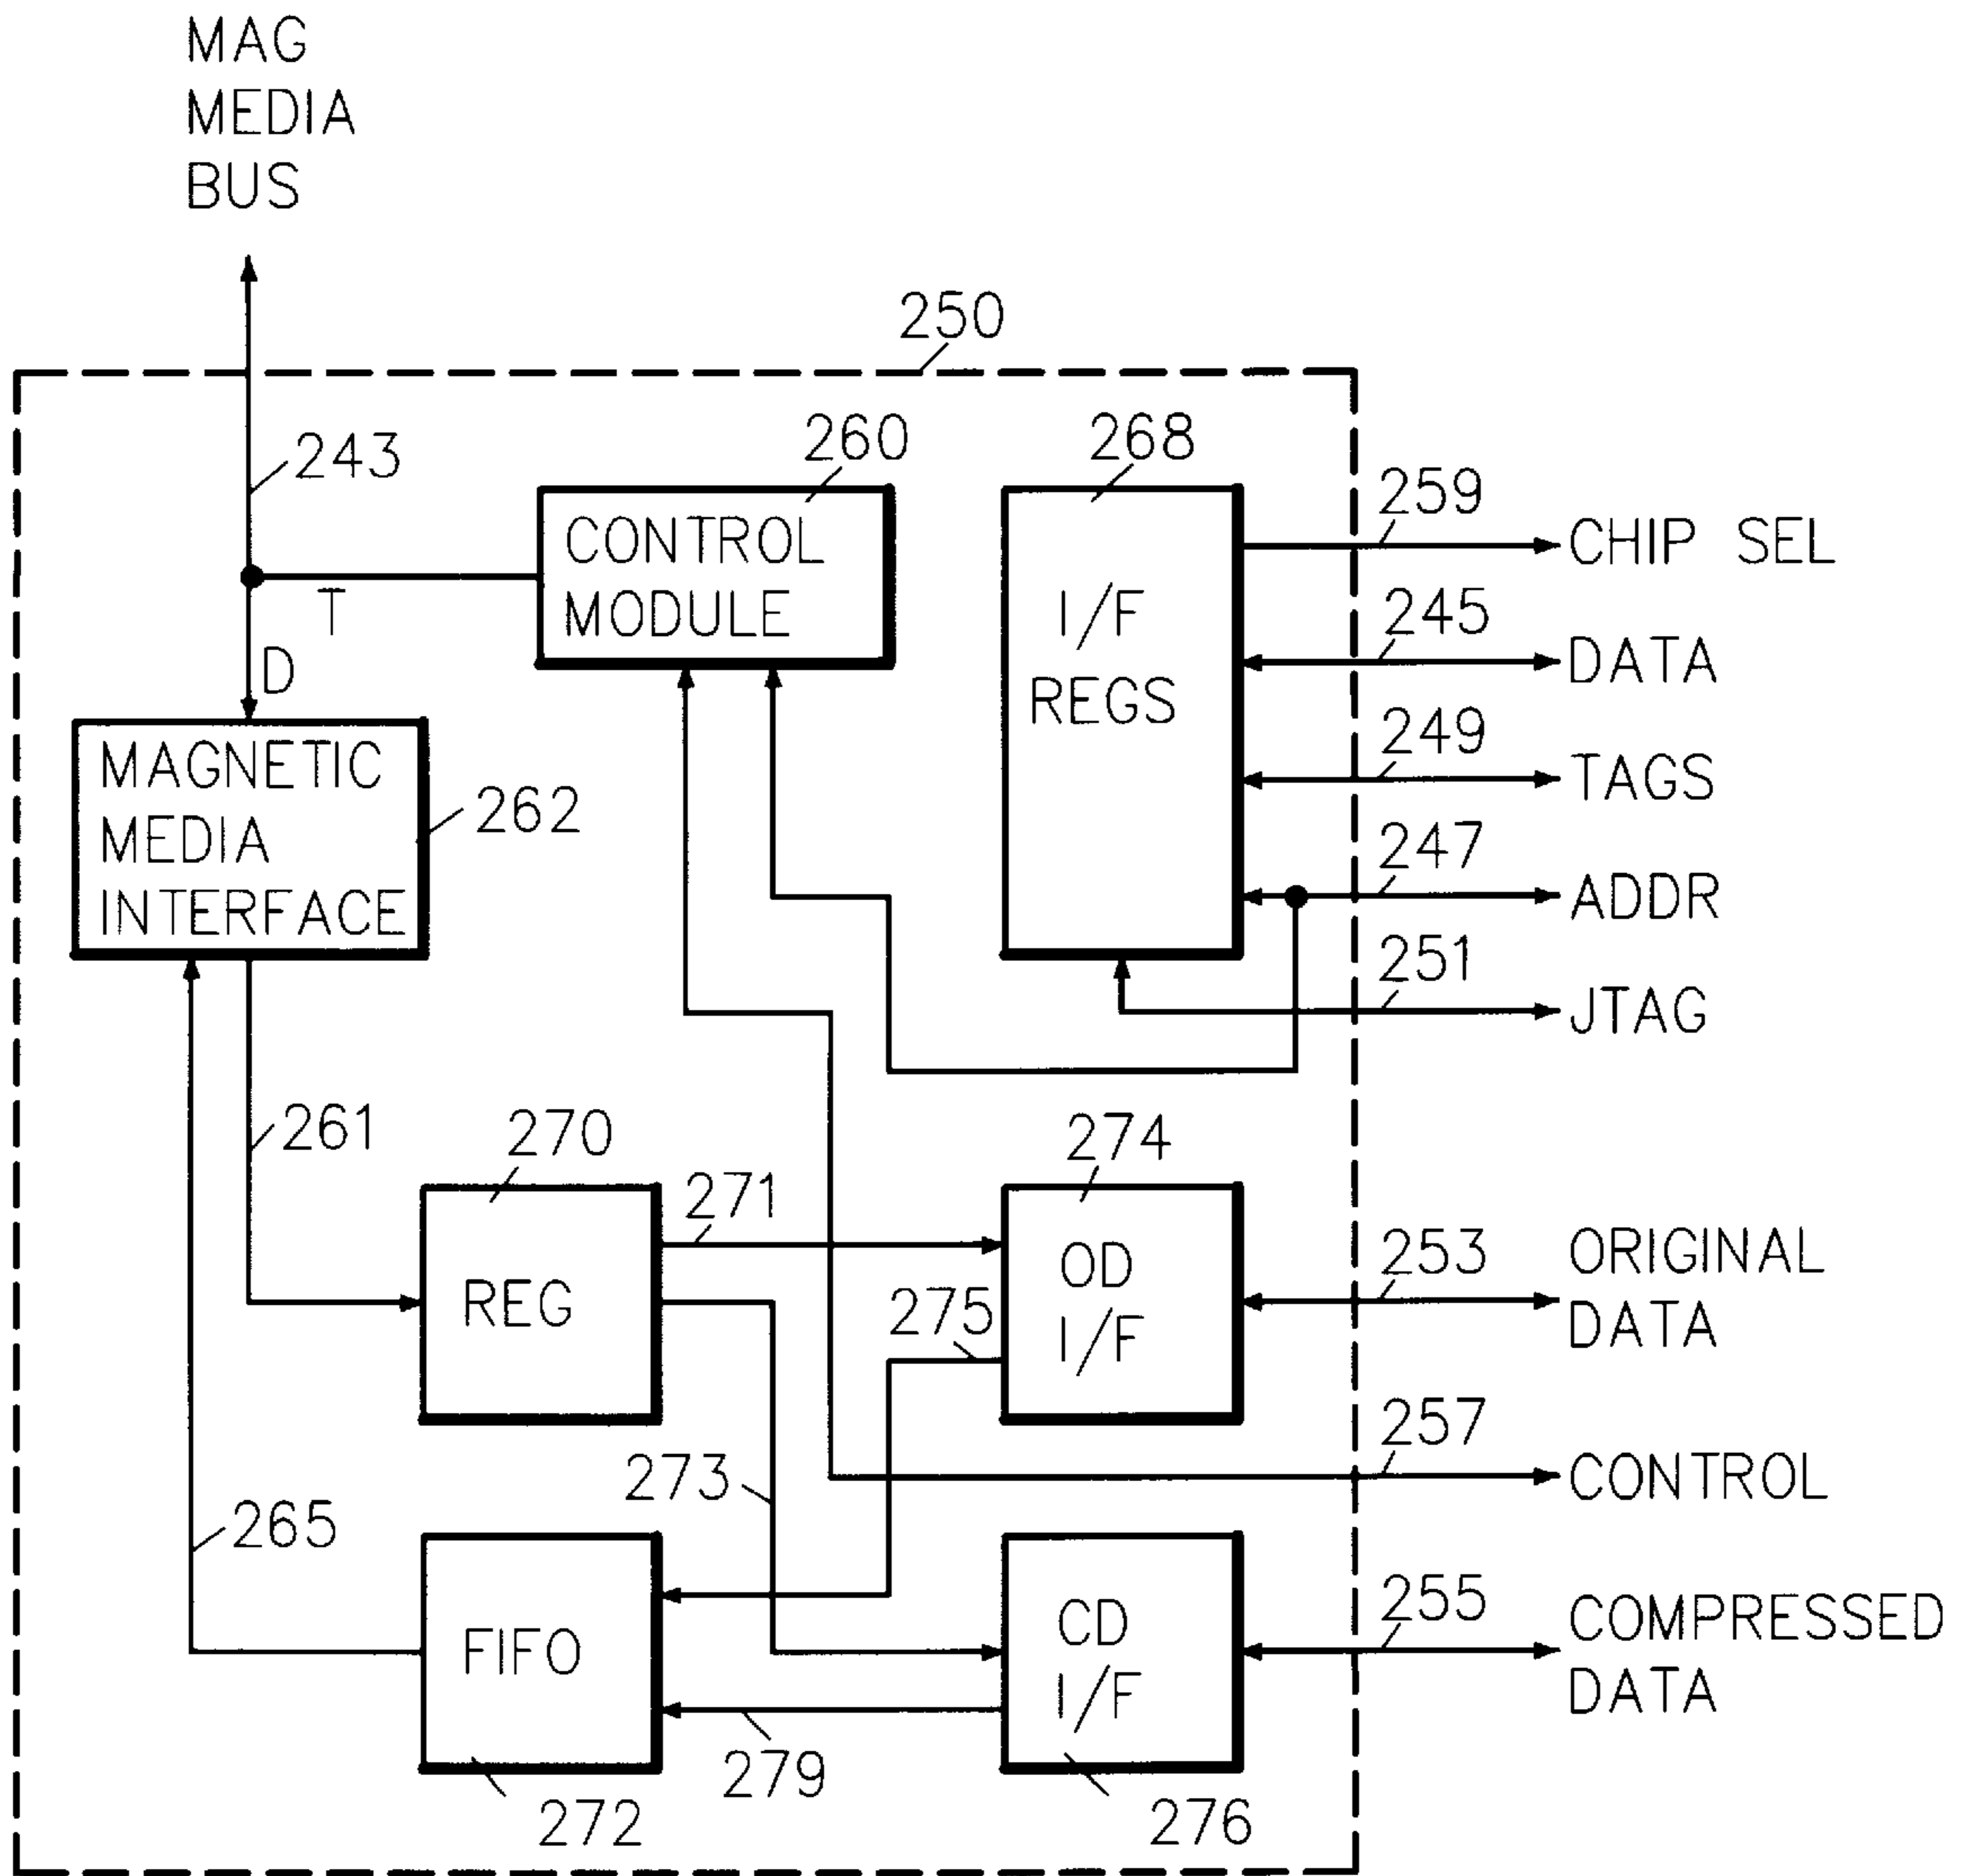 MAG
MEDIA
BUS
250
243
260
268
259
CHIP SEL
CONTROL
MODULE
T
D
I/F
REGS
245
DATA
249
TAGS
247
ADDR
251
JTAG
MAGNETIC
MEDIA
INTERFACE
262
261
270
271
274
REG
OD
I/F
275
253
ORIGINAL
DATA
273
257
CONTROL
265
FIFO
CD
I/F
255
COMPRESSED
DATA
279
272
276